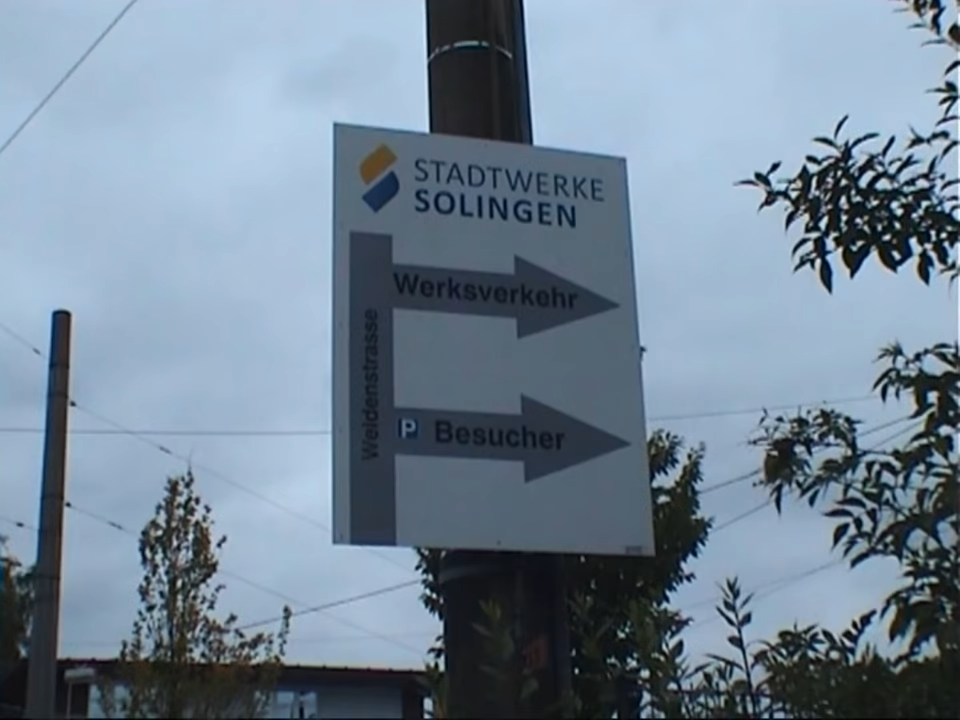 STADTWERKE
SOLINGEN
Werksverkehr
Weidenstrasse
P Besucher